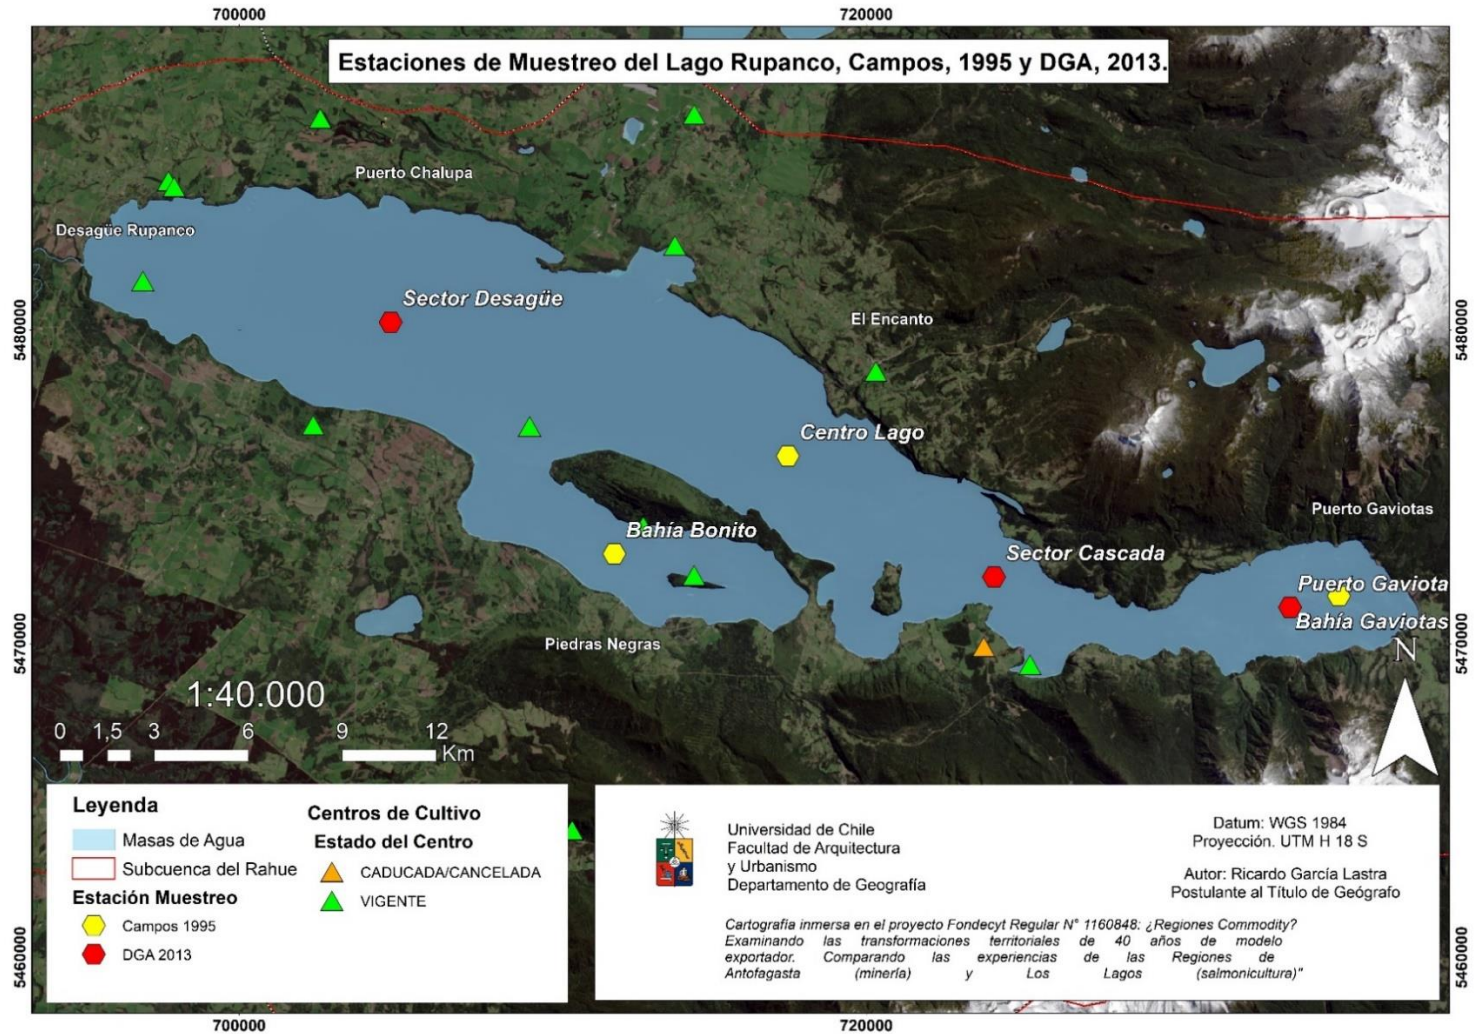 700000
720000
Estaciones de Muestreo del Lago Rupanco, Campos, 1995 y DGA, 2013.
Puerto Chalupa
Desagüe Rupanco
Sector Desagüe
El Encanto
5480000
5480000
Centro Lago
Puerto Gaviotas
Bahía Bonito
Sector Cascada
Puerto Gaviota
Bahía Gaviotas
Piedras Negras
5470000
5470000
N
1:40.000
0 1,5 3 6 9 12
Km
Leyenda
Masas de Agua
Subcuenca del Rahue
Estación Muestreo
Campos 1995
DGA 2013
Centros de Cultivo
Estado del Centro
CADUCADA/CANCELADA
VIGENTE
Universidad de Chile
Facultad de Arquitectura
y Urbanismo
Departamento de Geografía
Datum: WGS 1984
Proyección. UTM H 18 S
Autor: Ricardo García Lastra
Postulante al Título de Geógrafo
Cartografía inmersa en el proyecto Fondecyt Regular N° 1160848: ¿Regiones Commodity?
Examinando las transformaciones territoriales de 40 años de modelo
exportador. Comparando las experiencias de las Regiones de
Antofagasta (minería) y Los Lagos (salmonicultura)"
5460000
5460000
700000
720000